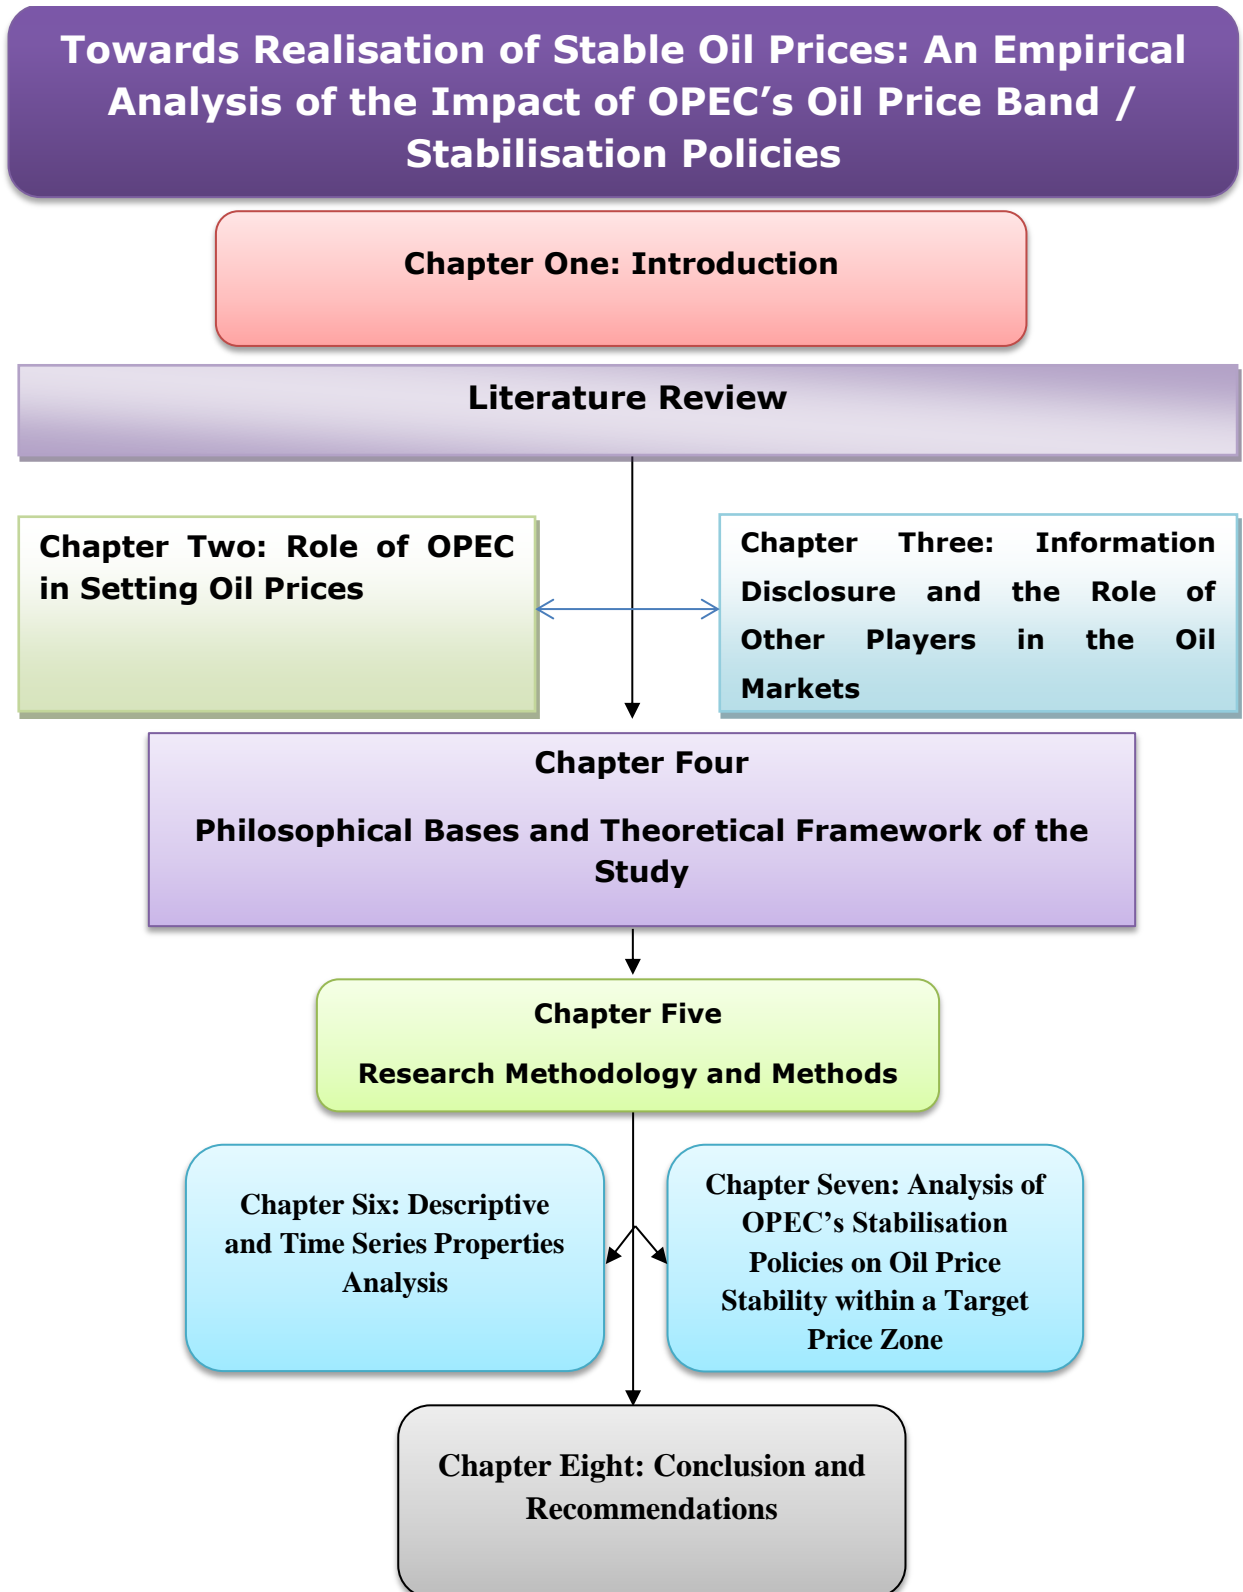 Towards Realisation of Stable Oil Prices: An Empirical
Analysis of the Impact of OPEC’s Oil Price Band /
Stabilisation Policies
Chapter One: Introduction
Literature Review
Chapter Two: Role of OPEC
in Setting Oil Prices
Chapter Three: Information
Disclosure and the Role of
Other Players in the Oil
Markets
Chapter Four
Philosophical Bases and Theoretical Framework of the
Study
Chapter Five
Research Methodology and Methods
Chapter Six: Descriptive
and Time Series Properties
Analysis
Chapter Seven: Analysis of
OPEC’s Stabilisation
Policies on Oil Price
Stability within a Target
Price Zone
Chapter Eight: Conclusion and
Recommendations